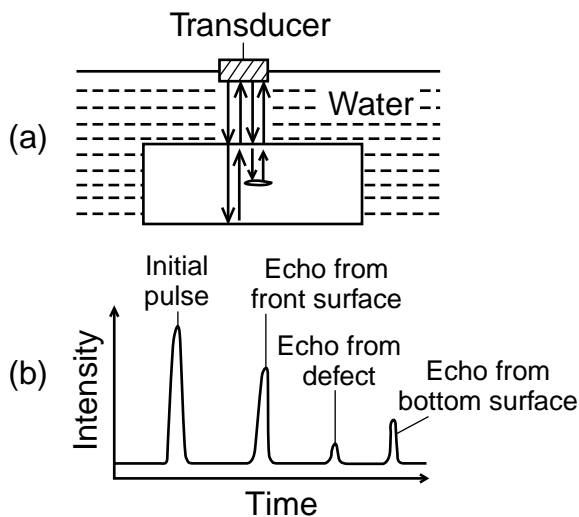 Transducer
Water
(a)
Initial
pulse
Echo from
front surface
Echo from
defect
Echo from
bottom surface
(b)
Intensity
Time